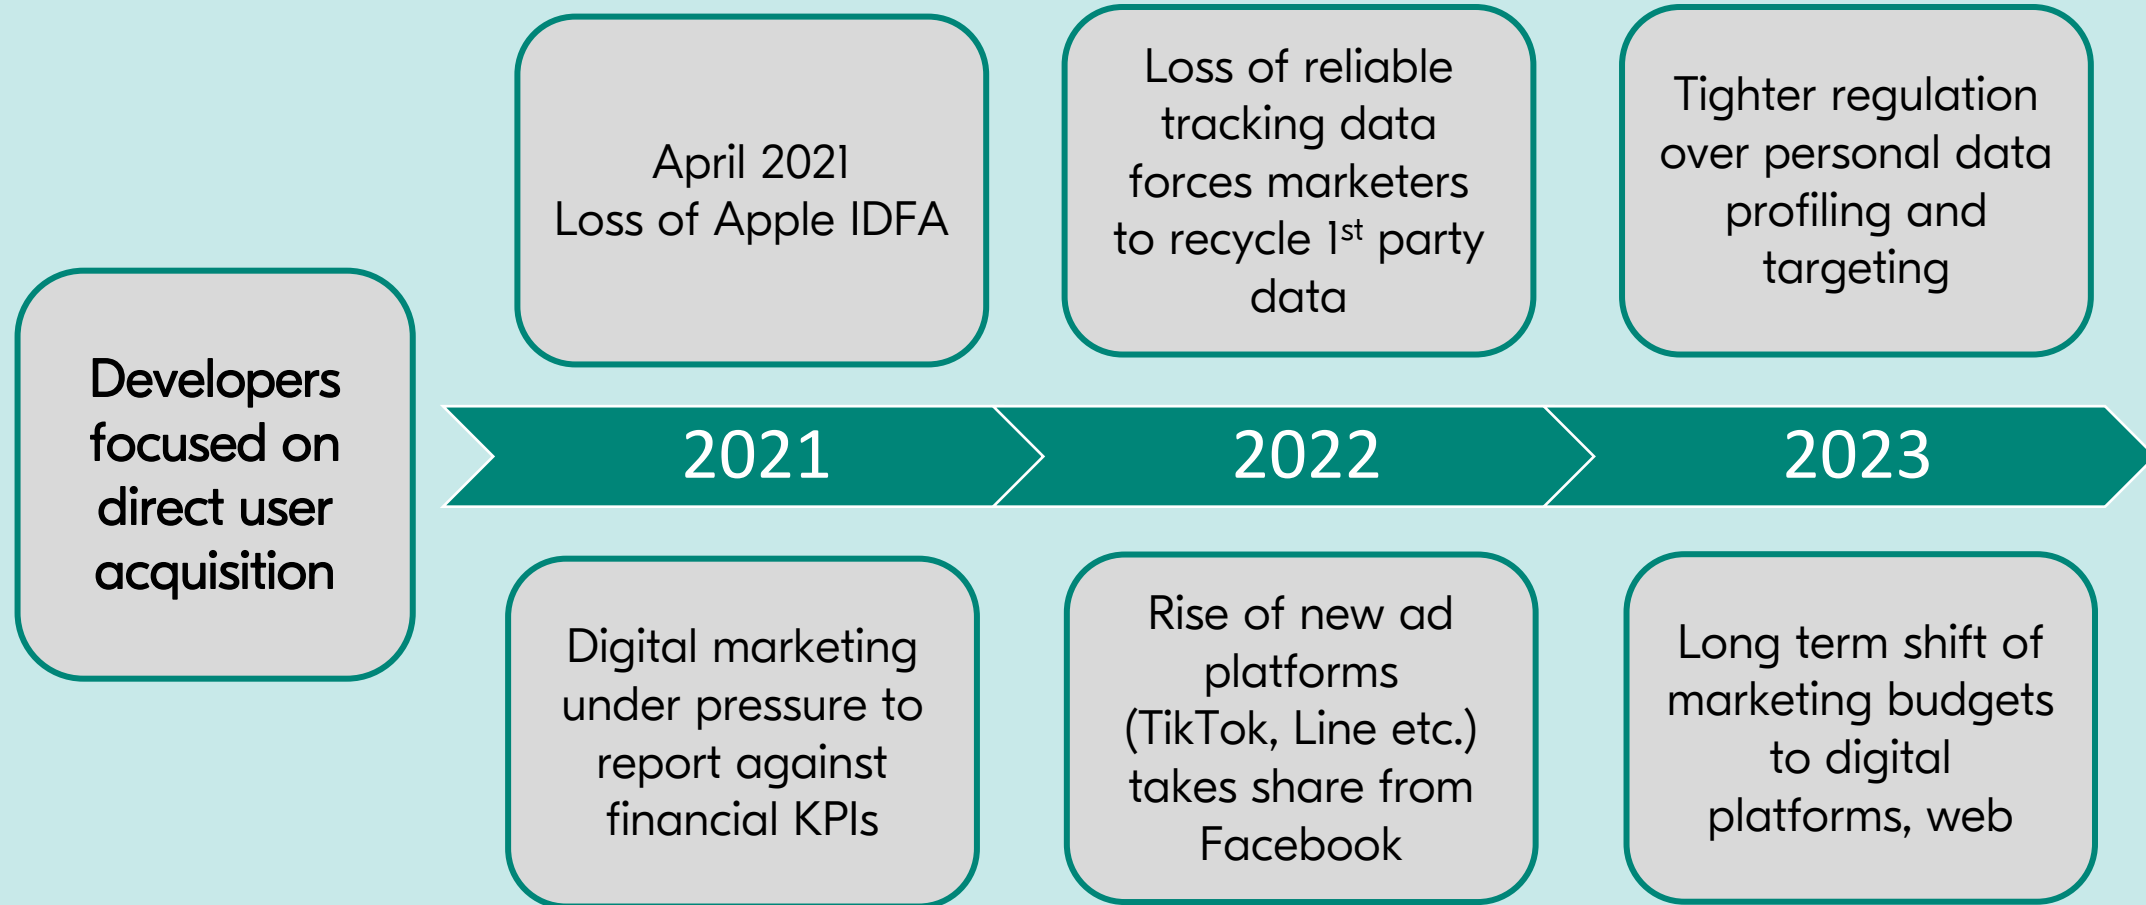 Developers
focused on
direct user
acquisition
April 2021
Loss of Apple IDFA
Loss of reliable
tracking data
forces marketers
to recycle 1st party
data
Tighter regulation
over personal data
profiling and
targeting
2021
2022
2023
Digital marketing
under pressure to
report against
financial KPIs
Rise of new ad
platforms
(TikTok, Line etc.)
takes share from
Facebook
Long term shift of
marketing budgets
to digital
platforms, web